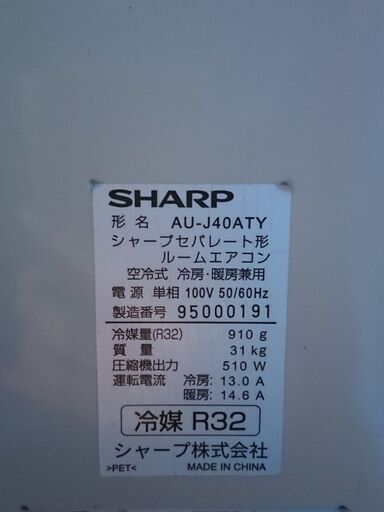 SHARP
形名 AU-J40ATY
シャープセパレート形
ルームエアコン
空冷式 冷房・暖房兼用
電源 単相 100V 50/60Hz
製造番号 95000191
冷媒量(R32) 910 g
質量 31 kg
圧縮機出力 510 W
運転電流 冷房: 13.0 A
暖房: 14.6 A
冷媒 R32
シャープ株式会社
>PET< MADE IN CHINA